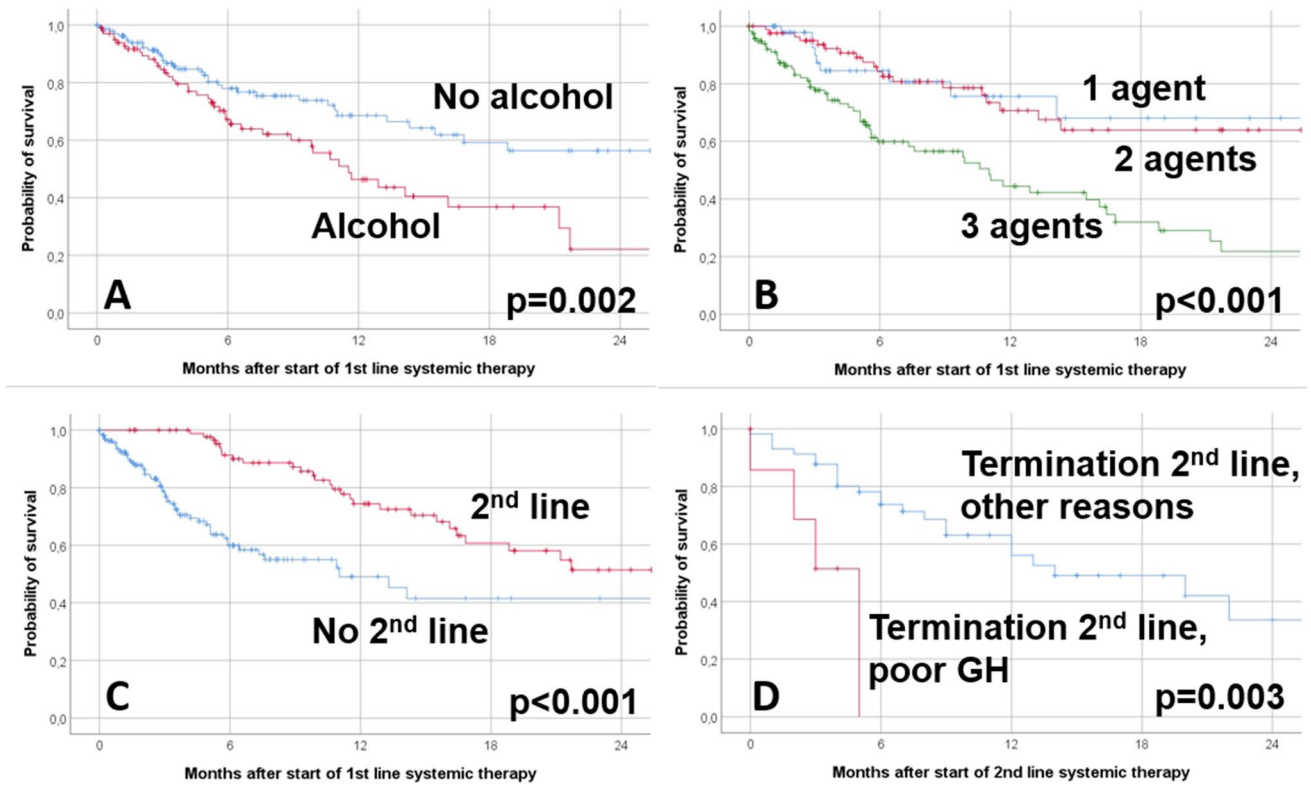 Probability of survival
1,0
0,8
0,6
0,4
0,2
0,0
No alcohol
Alcohol
A
p=0.002
0 6 12 18 24
Months after start of 1st line systemic therapy
Probability of survival
1,0
0,8
0,6
0,4
0,2
0,0
1 agent
2 agents
3 agents
B
p<0.001
0 6 12 18 24
Months after start of 1st line systemic therapy
Probability of survival
1,0
0,8
0,6
0,4
0,2
0,0
2nd line
No 2nd line
C
p<0.001
0 6 12 18 24
Months after start of 1st line systemic therapy
Probability of survival
1,0
0,8
0,6
0,4
0,2
0,0
Termination 2nd line,
other reasons
Termination 2nd line,
poor GH
D
p=0.003
0 6 12 18 24
Months after start of 2nd line systemic therapy